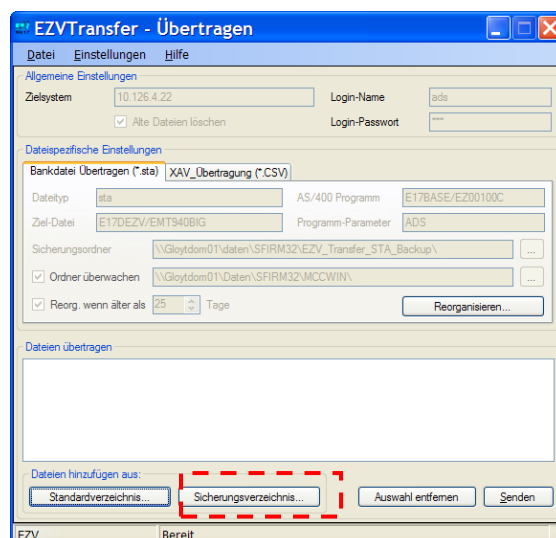 EZVTransfer - Übertragen
Datei Einstellungen Hilfe
Allgemeine Einstellungen
Zielsystem 10.126.4.22 Login-Name ads
Alte Dateien löschen Login-Passwort ***
Dateispezifische Einstellungen
Bankdatei Übertragen (*.sta) XAV_Übertragung (*.CSV)
Dateityp sta AS/400 Programm E17BASE/EZ00100C
Ziel-Datei E17DEZV/EMT940BIG Programm-Parameter ADS
Sicherungsordner \\Gloytdom01\daten\SFIRM32\EZV_Transfer_STA_Backup\ ...
Ordner überwachen \\Gloytdom01\Daten\SFIRM32\MCCWIN\ ...
Reorg. wenn älter als 25 Tage Reorganisieren...
Dateien übertragen
Dateien hinzufügen aus:
Standardverzeichnis... Sicherungsverzeichnis... Auswahl entfernen Senden
EZV Bereit